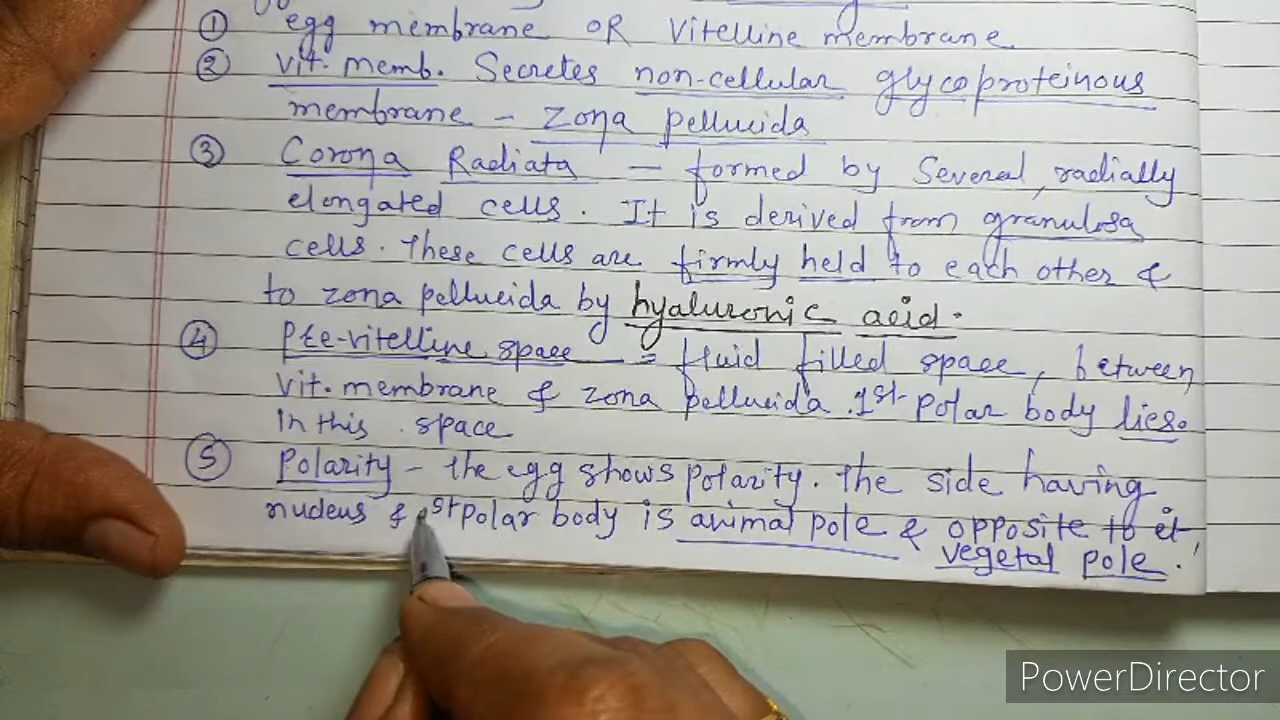 ① egg membrane OR Vitelline membrane
② vit. memb. Secretes non-cellular glycoproteinous
membrane - Zona pellucida
③ Corona Radiata - formed by Several, radially
elongated cells. It is derived from granulosa
cells. These cells are firmly held to each other &
to zona pellucida by hyaluronic acid.
④ Pre-vitelline space = fluid filled space, between
Vit. membrane & zona pellucida. 1st polar body lies.
In this space
⑤ Polarity - the egg shows polarity. The side having
nucleus & 1st polar body is animal pole & opposite to it,
vegetal pole.
PowerDirector